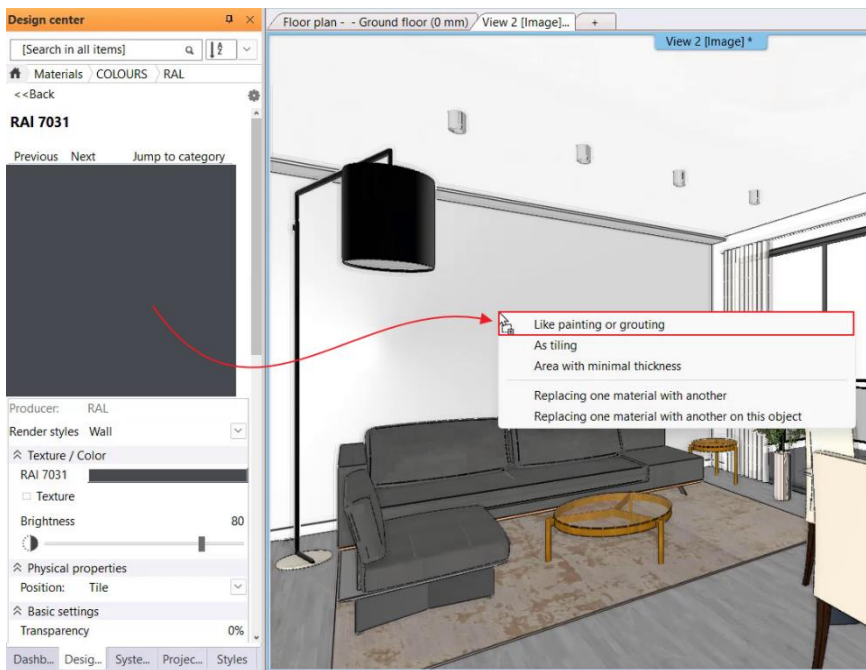 Design center
[Search in all items]
Materials COLOURS RAL
<<Back
RAl 7031
Previous Next Jump to category
Producer: RAL
Render styles Wall
Texture / Color
RAl 7031
Texture
Brightness 80
Physical properties
Position: Tile
Basic settings
Transparency 0%
Dashb... Desig... Syste... Projec... Styles
Floor plan - - Ground floor (0 mm) View 2 [Image]... +
View 2 [Image] *
Like painting or grouting
As tiling
Area with minimal thickness
Replacing one material with another
Replacing one material with another on this object